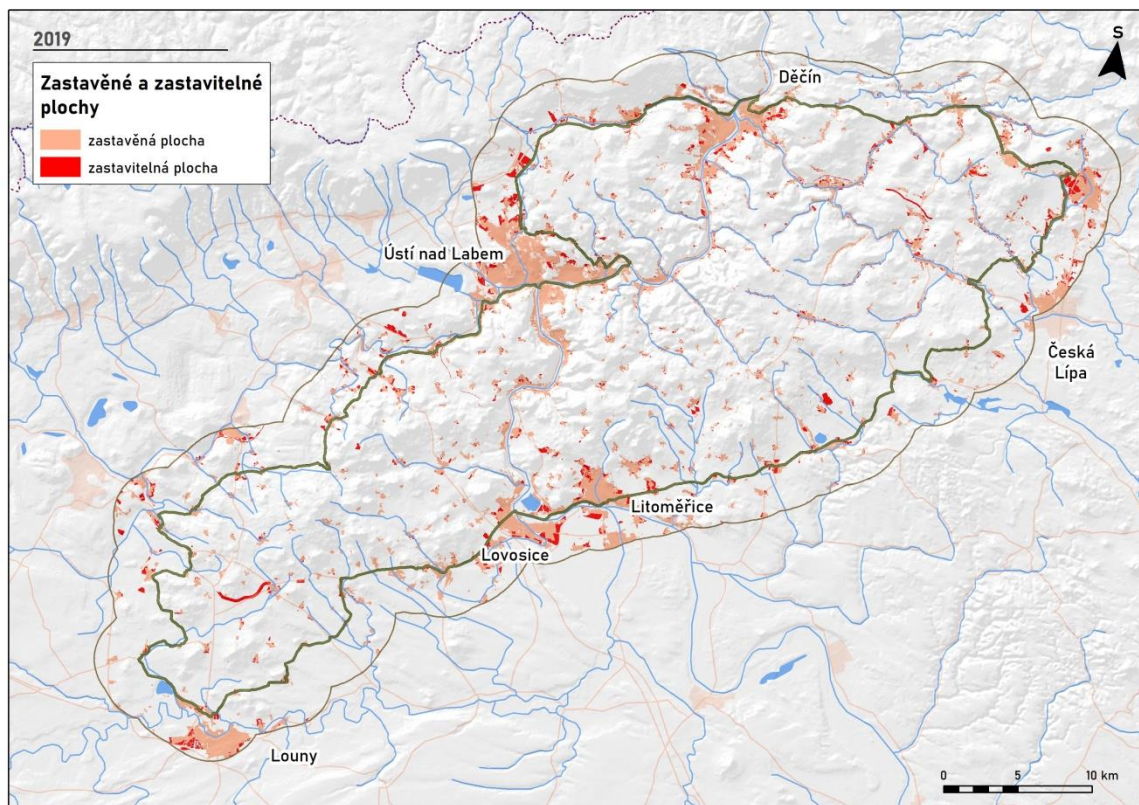 2019
S
Zastavěné a zastavitelné
plochy
zastavěná plocha
zastavitelná plocha
Děčín
Ústí nad Labem
Česká
Lípa
Litoměřice
Lovosice
Louny
0 5 10 km